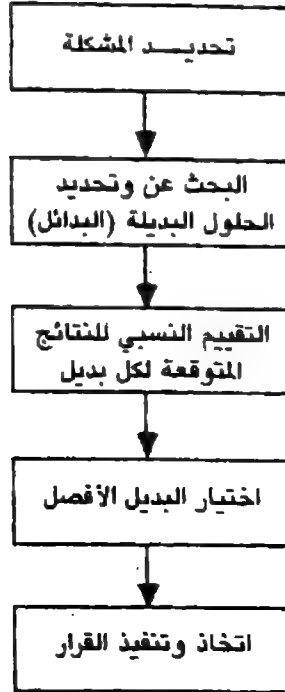 تحديد المشكلة
البحث عن وتحديد
الحلول البديلة (البدائل)
التقييم النسبي للنتائج
المتوقعة لكل بديل
اختيار البديل الأفضل
اتخاذ وتنفيذ القرار